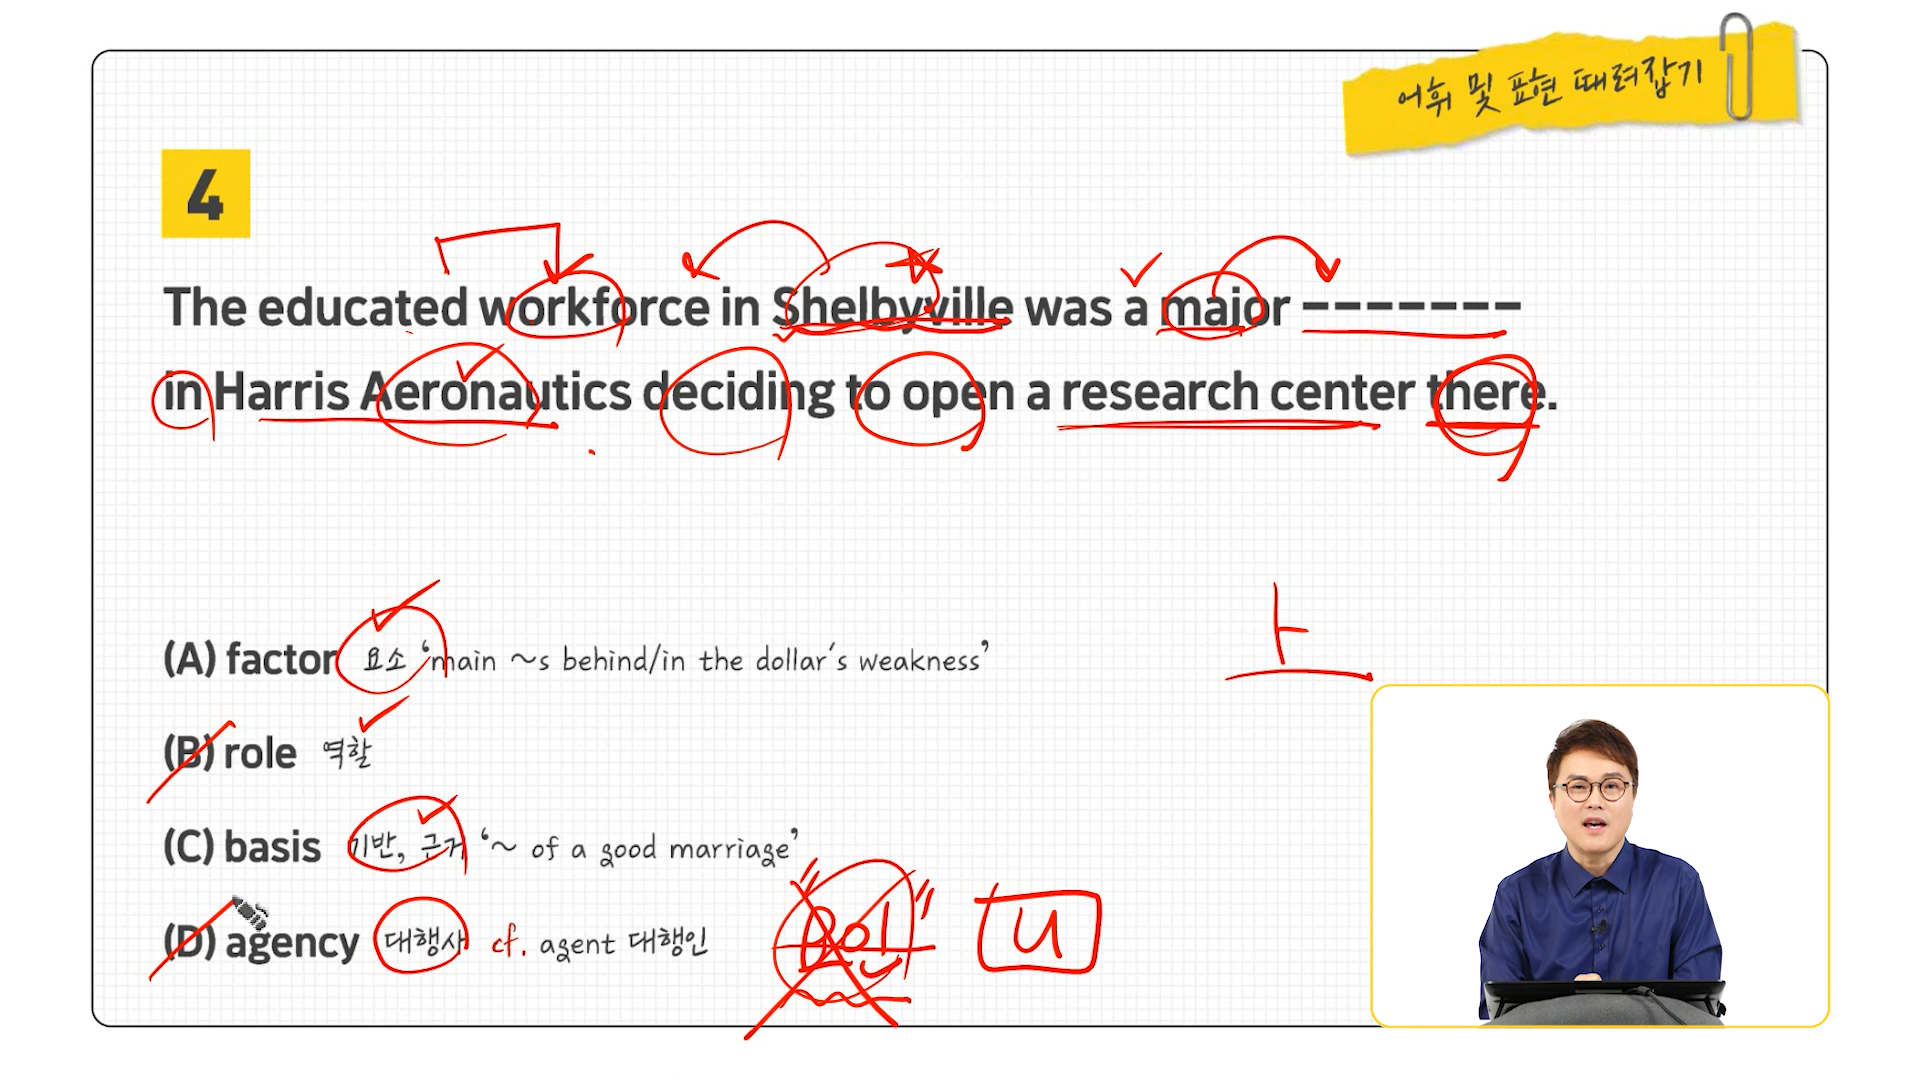 어휘 및 표현 때려잡기
4
The educated workforce in Shelbyville was a major -------
in Harris Aeronautics deciding to open a research center there.
(A) factor 요소 ‘main ~s behind/in the dollar's weakness’
(B) role 역할
(C) basis 기반, 근거 ‘~ of a good marriage’
(D) agency 대행사 cf. agent 대행인